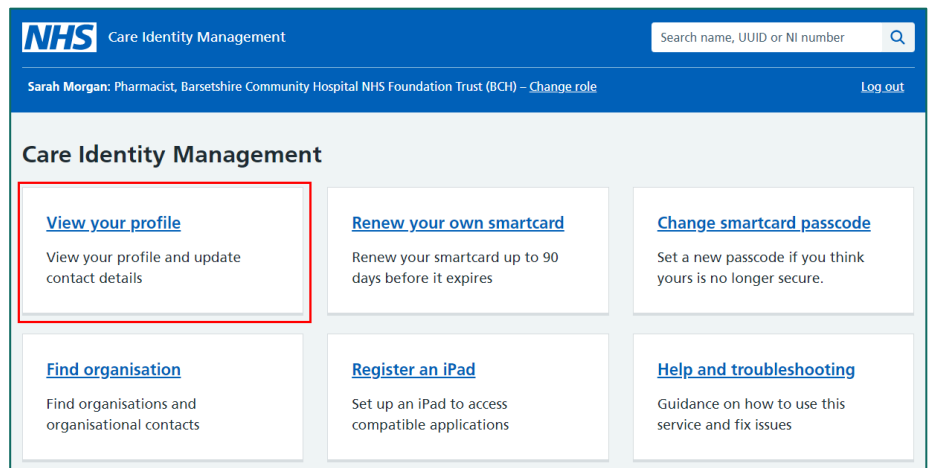 NHS Care Identity Management
Search name, UUID or NI number
Sarah Morgan: Pharmacist, Barsetshire Community Hospital NHS Foundation Trust (BCH) – Change role
Log out
Care Identity Management
View your profile
View your profile and update
contact details
Renew your own smartcard
Renew your smartcard up to 90
days before it expires
Change smartcard passcode
Set a new passcode if you think
yours is no longer secure.
Find organisation
Find organisations and
organisational contacts
Register an iPad
Set up an iPad to access
compatible applications
Help and troubleshooting
Guidance on how to use this
service and fix issues